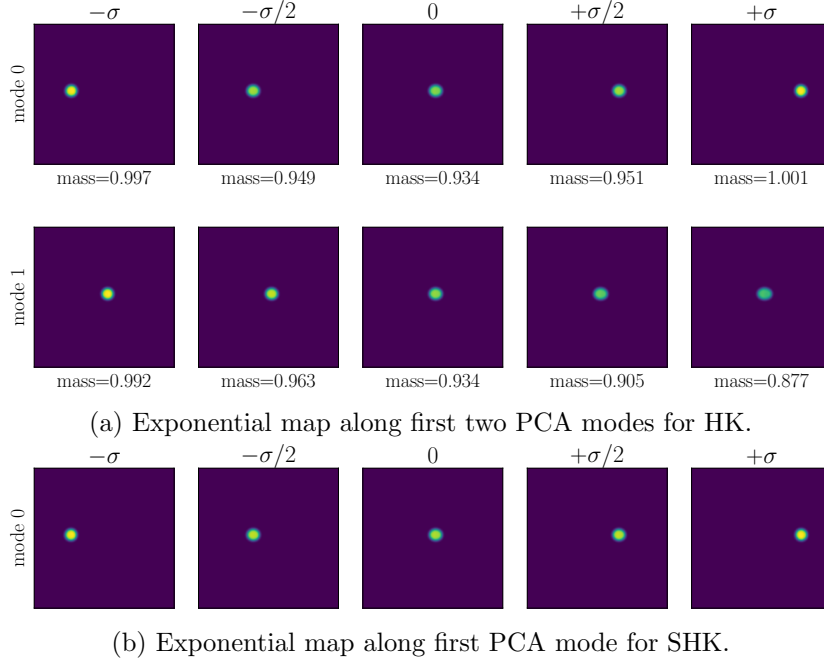 −σ −σ/2 0 +σ/2 +σ
mode 0
mass=0.997 mass=0.949 mass=0.934 mass=0.951 mass=1.001
mode 1
mass=0.992 mass=0.963 mass=0.934 mass=0.905 mass=0.877
(a) Exponential map along first two PCA modes for HK.
−σ −σ/2 0 +σ/2 +σ
mode 0
(b) Exponential map along first PCA mode for SHK.